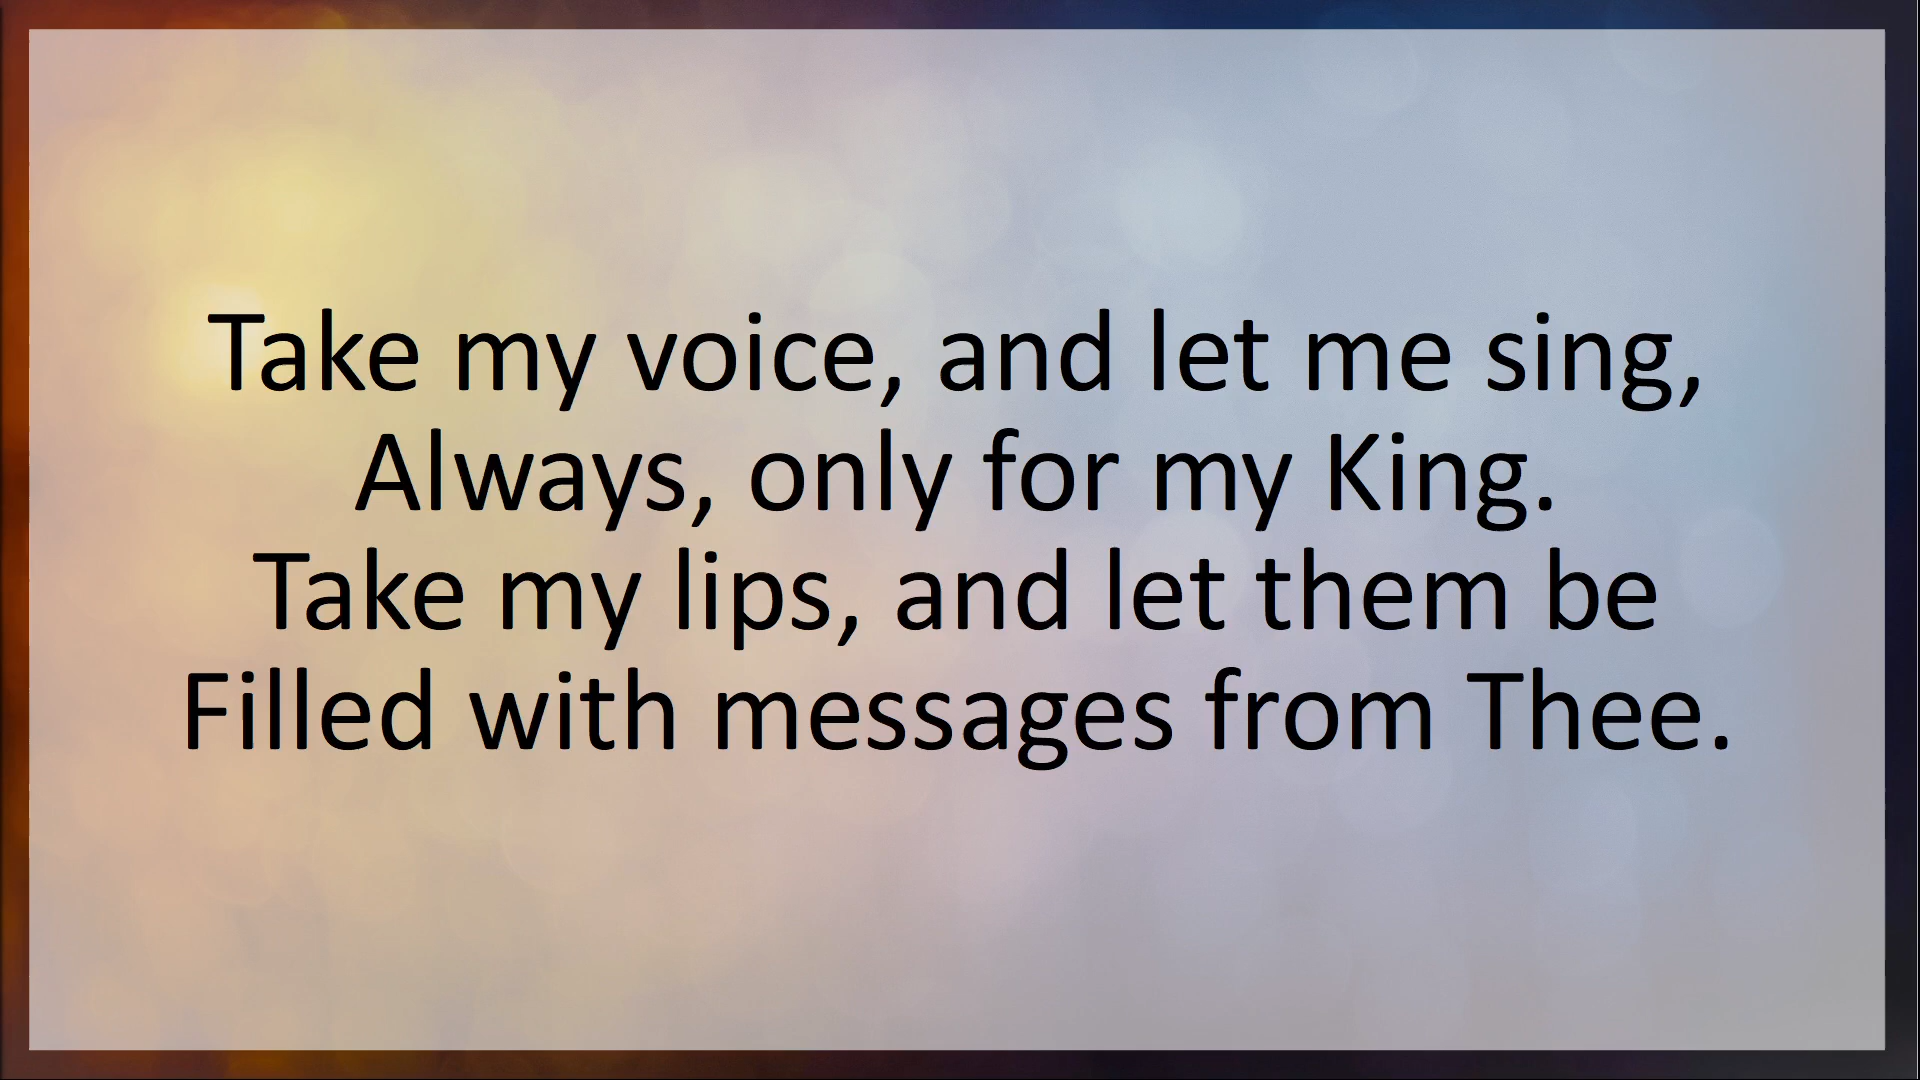 Take my voice, and let me sing,
Always, only for my King.
Take my lips, and let them be
Filled with messages from Thee.